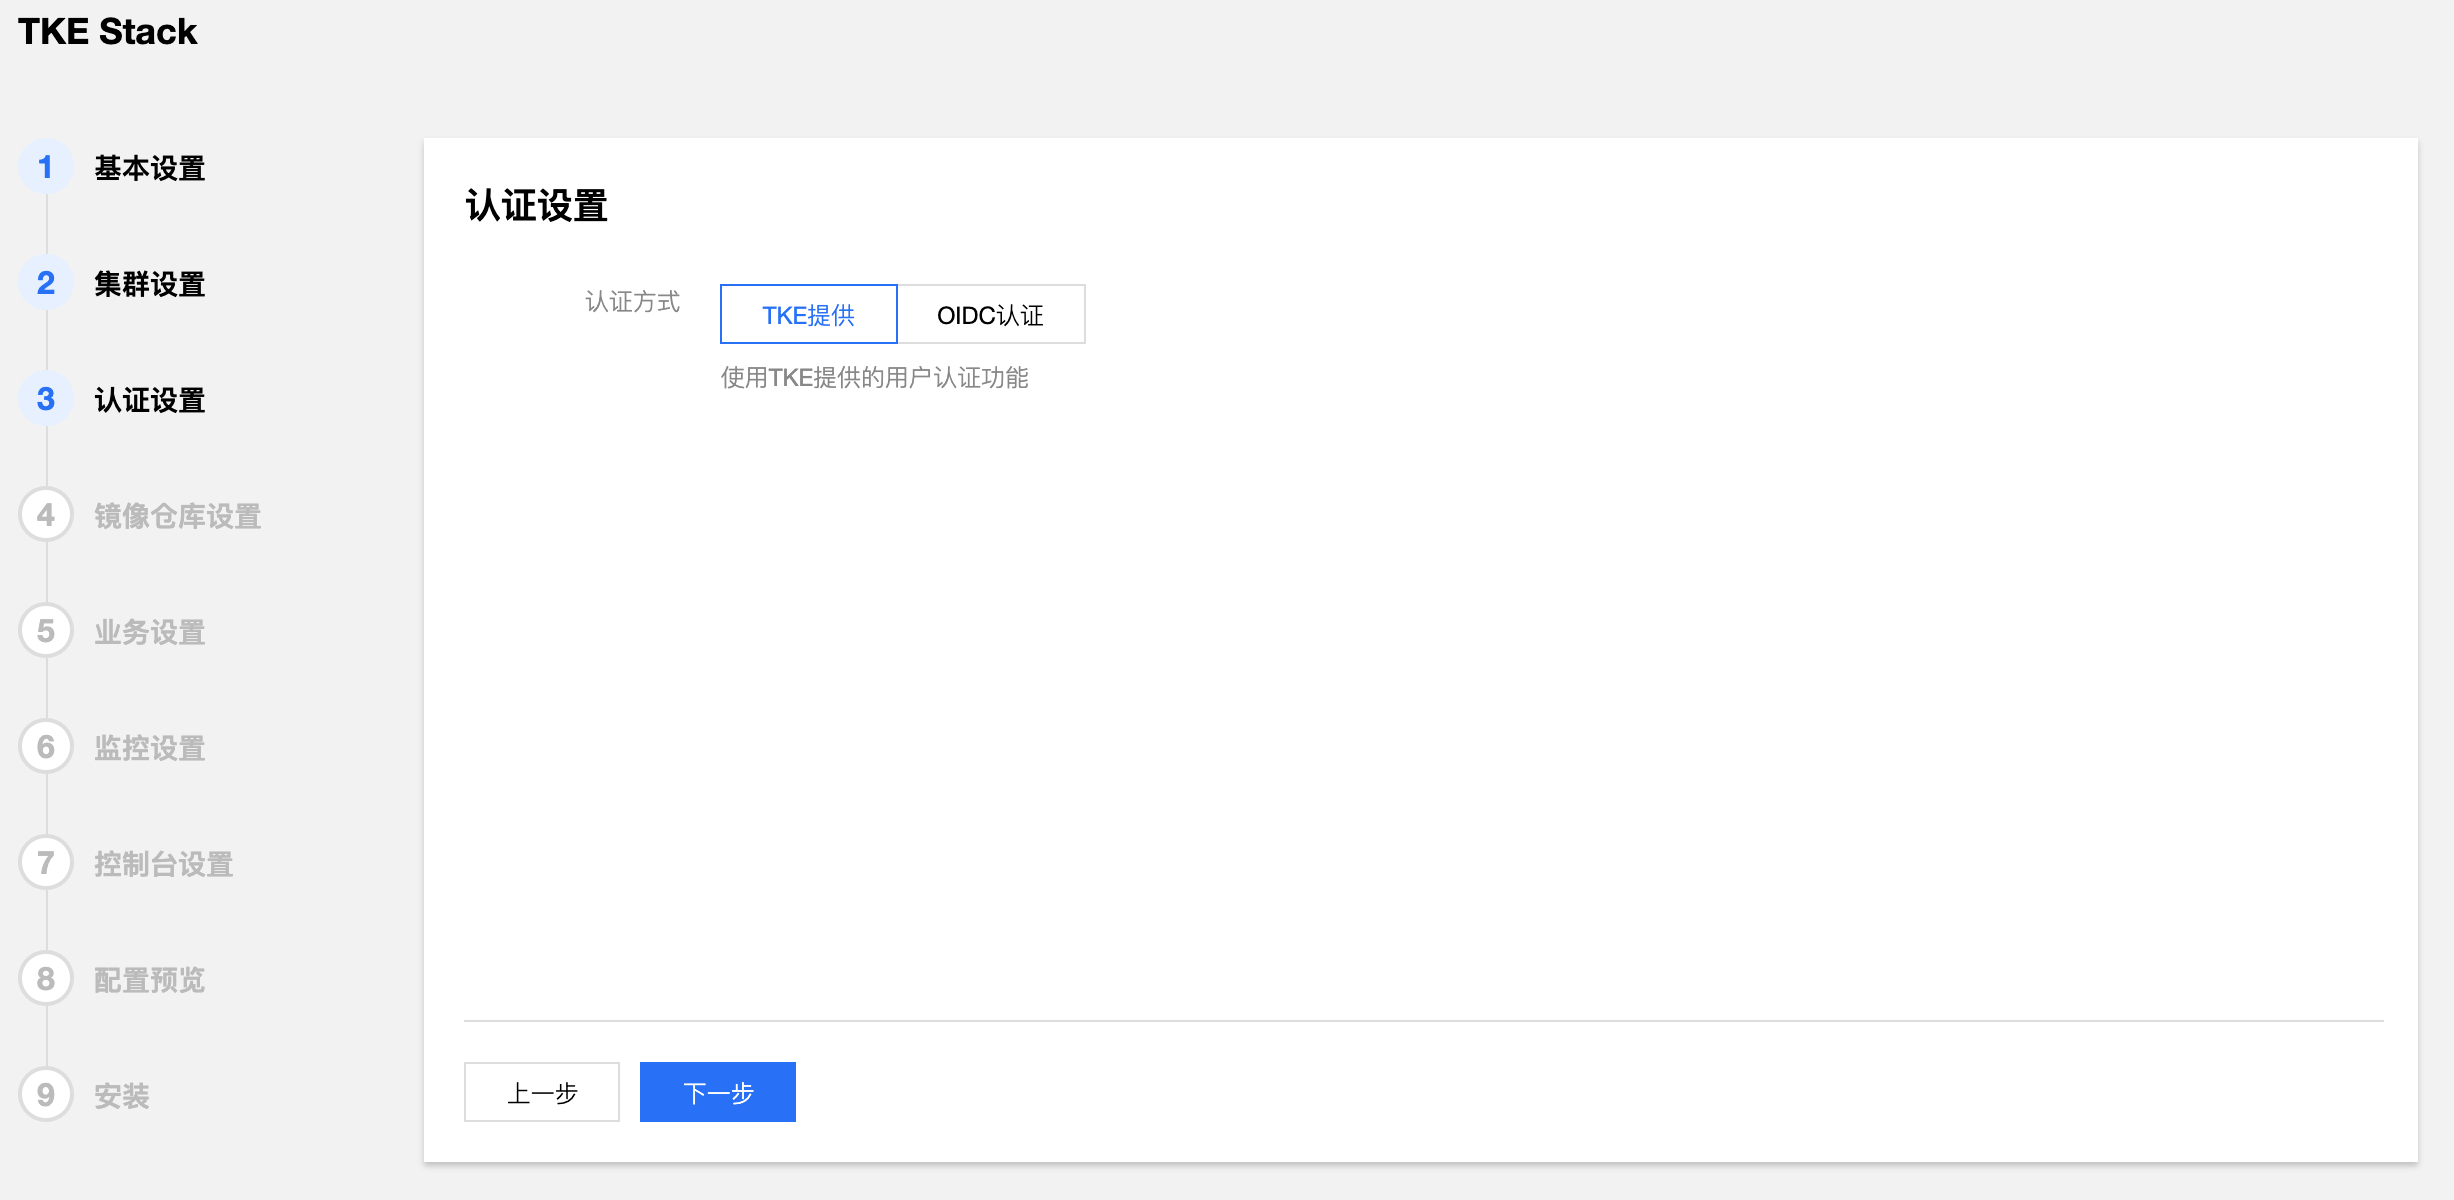 TKE Stack
1 基本设置
2 集群设置
3 认证设置
4 镜像仓库设置
5 业务设置
6 监控设置
7 控制台设置
8 配置预览
9 安装
认证设置
认证方式 TKE提供 OIDC认证
使用TKE提供的用户认证功能
上一步 下一步